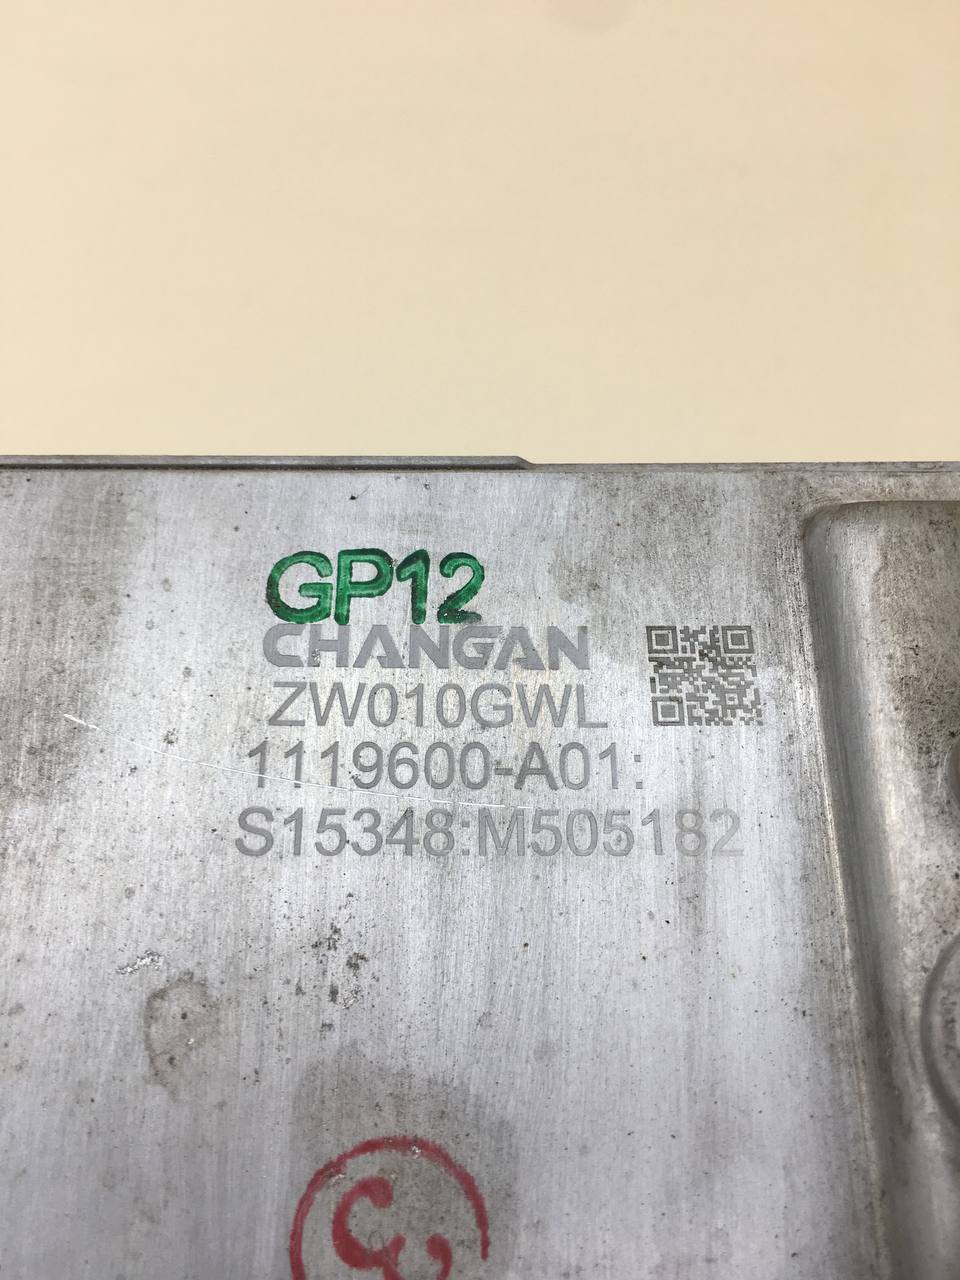 GP12
CHANGAN
ZW010GWL
1119600-A01:
S15348:M505182